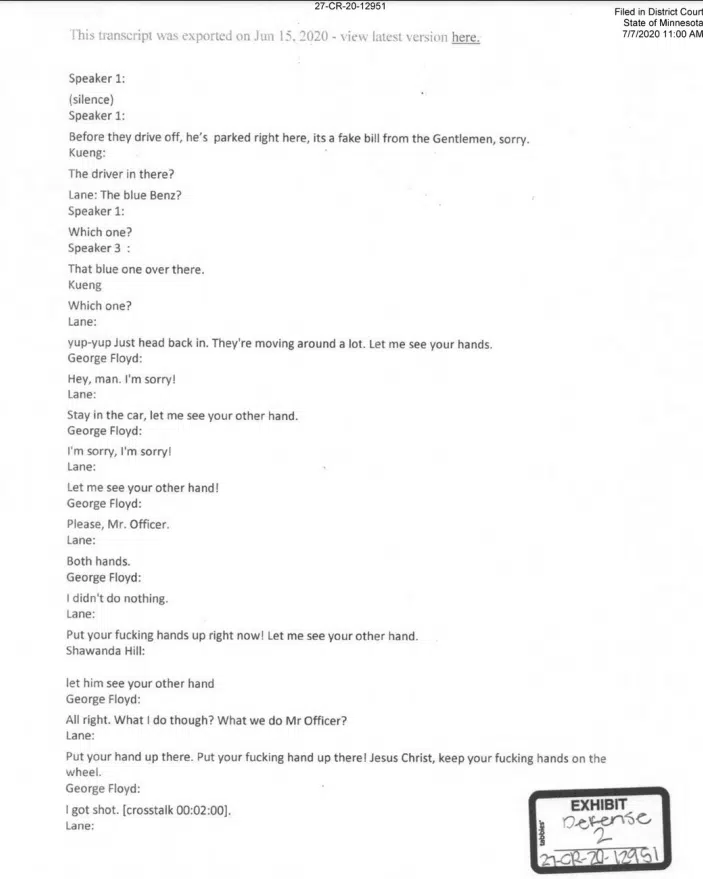 27-CR-20-12951
Filed in District Court
State of Minnesota
7/7/2020 11:00 AM
This transcript was exported on Jun 15, 2020 - view latest version here.
Speaker 1:
(silence)
Speaker 1:
Before they drive off, he's parked right here, its a fake bill from the Gentlemen, sorry.
Kueng:
The driver in there?
Lane: The blue Benz?
Speaker 1:
Which one?
Speaker 3 :
That blue one over there.
Kueng
Which one?
Lane:
yup-yup Just head back in. They're moving around a lot. Let me see your hands.
George Floyd:
Hey, man. I'm sorry!
Lane:
Stay in the car, let me see your other hand.
George Floyd:
I'm sorry, I'm sorry!
Lane:
Let me see your other hand!
George Floyd:
Please, Mr. Officer.
Lane:
Both hands.
George Floyd:
I didn't do nothing.
Lane:
Put your fucking hands up right now! Let me see your other hand.
Shawanda Hill:
let him see your other hand
George Floyd:
All right. What I do though? What we do Mr Officer?
Lane:
Put your hand up there. Put your fucking hand up there! Jesus Christ, keep your fucking hands on the
wheel.
George Floyd:
I got shot. [crosstalk 00:02:00].
Lane:
tabbies'
EXHIBIT
Defense
2
27-CR-20-12951